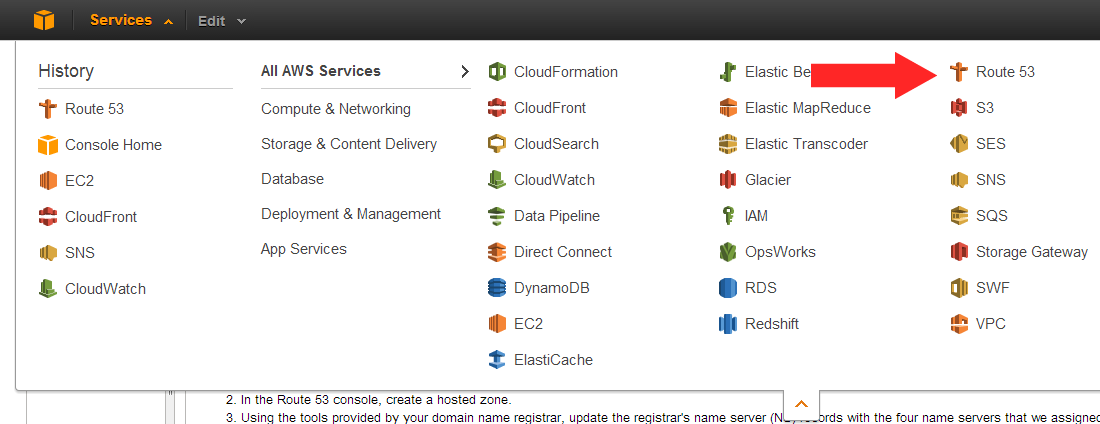 Services Edit
History
Route 53
Console Home
EC2
CloudFront
SNS
CloudWatch
All AWS Services
Compute & Networking
Storage & Content Delivery
Database
Deployment & Management
App Services
CloudFormation
CloudFront
CloudSearch
CloudWatch
Data Pipeline
Direct Connect
DynamoDB
EC2
ElastiCache
Elastic
Elastic MapReduce
Elastic Transcoder
Glacier
IAM
OpsWorks
RDS
Redshift
Route 53
S3
SES
SNS
SQS
Storage Gateway
SWF
VPC
2. In the Route 53 console, create a hosted zone.
3. Using the tools provided by your domain name registrar, update the registrar's name server with the four name servers that we assigned